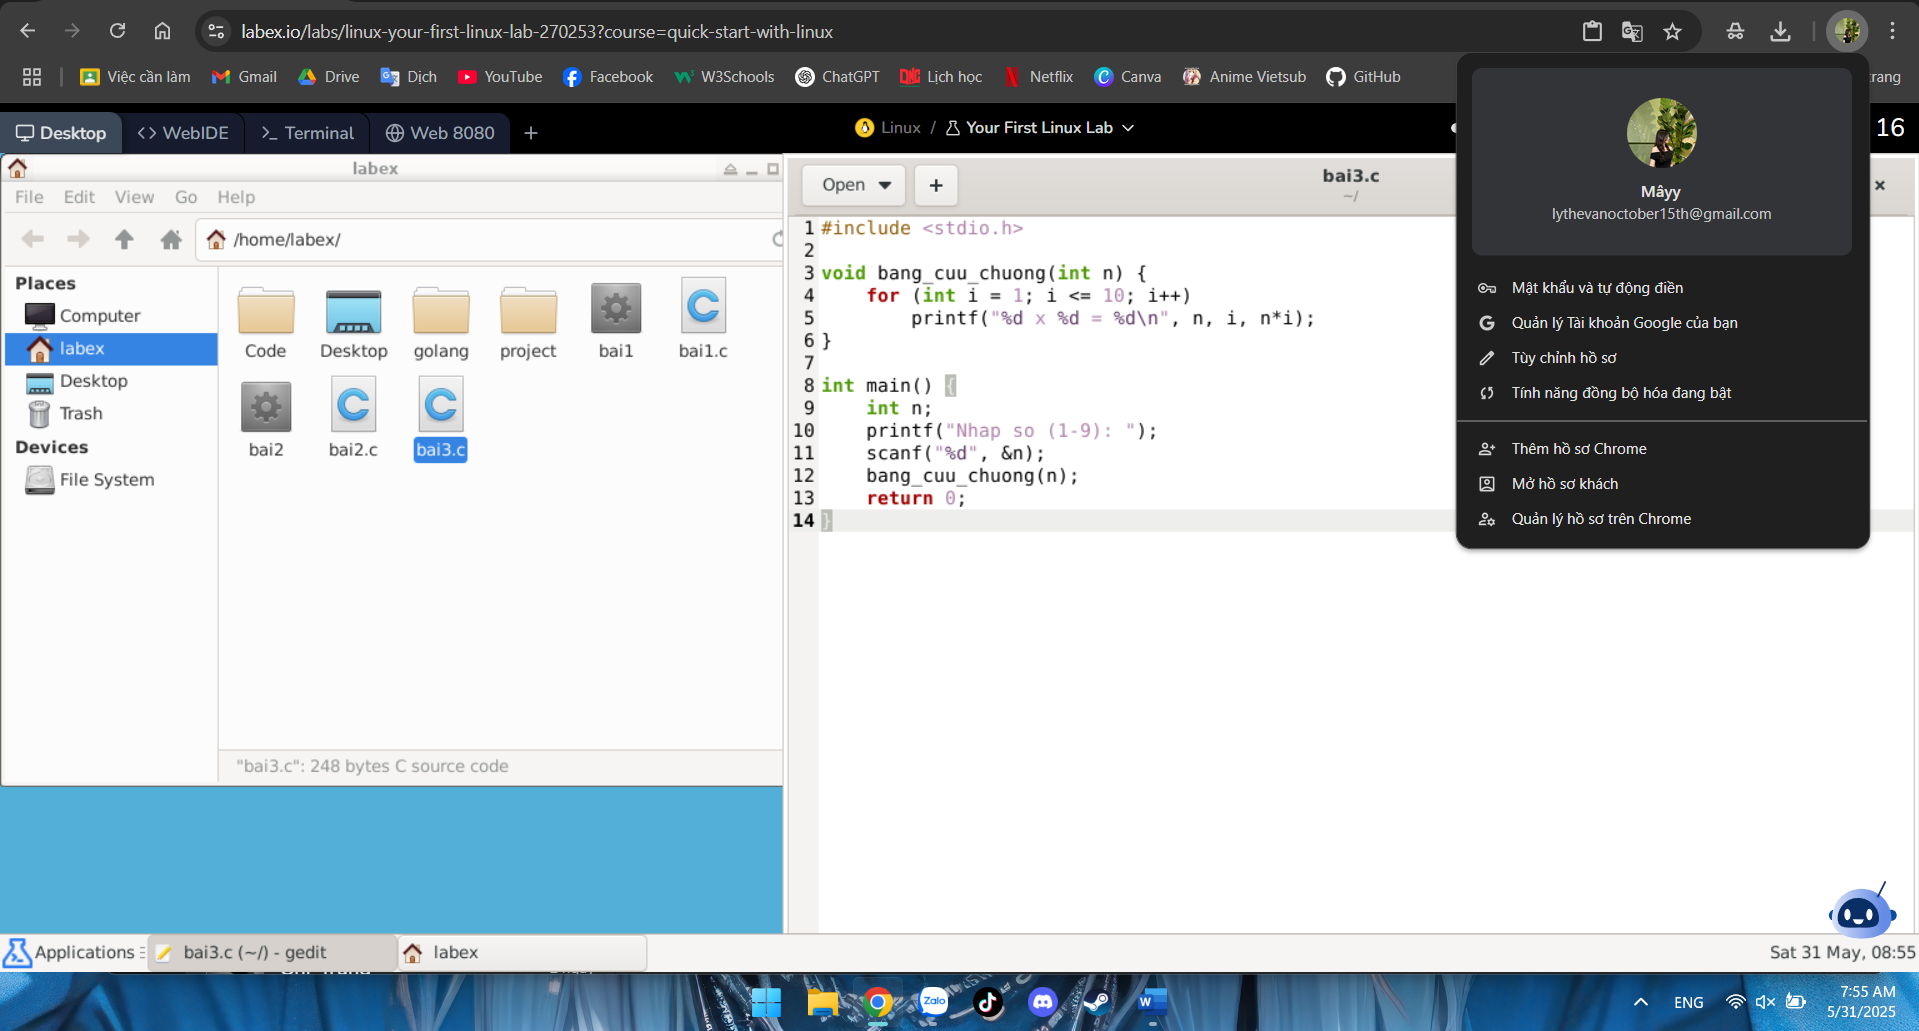 labex.io/labs/linux-your-first-linux-lab-270253?course=quick-start-with-linux
Việc cần làm Gmail Drive Dịch YouTube Facebook W3Schools ChatGPT Lịch học Netflix Canva Anime Vietsub GitHub trang
Desktop WebIDE Terminal Web 8080
Linux / Your First Linux Lab
16
labex
File Edit View Go Help
/home/labex/
Places
Computer
labex
Desktop
Trash
Devices
File System
Code Desktop golang project bai1 bai1.c
bai2 bai2.c bai3.c
"bai3.c": 248 bytes C source code
Open
bai3.c
~/
1 #include <stdio.h>
2
3 void bang_cuu_chuong(int n) {
4     for (int i = 1; i <= 10; i++)
5         printf("%d x %d = %d\n", n, i, n*i);
6 }
7
8 int main() {
9     int n;
10     printf("Nhap so (1-9): ");
11     scanf("%d", &n);
12     bang_cuu_chuong(n);
13     return 0;
14 }
Mâyy
lythevanoctober15th@gmail.com
Mật khẩu và tự động điền
Quản lý Tài khoản Google của bạn
Tùy chỉnh hồ sơ
Tính năng đồng bộ hóa đang bật
Thêm hồ sơ Chrome
Mở hồ sơ khách
Quản lý hồ sơ trên Chrome
Applications bai3.c (~/) - gedit labex Sat 31 May, 08:55
Zalo
W
ENG
7:55 AM
5/31/2025